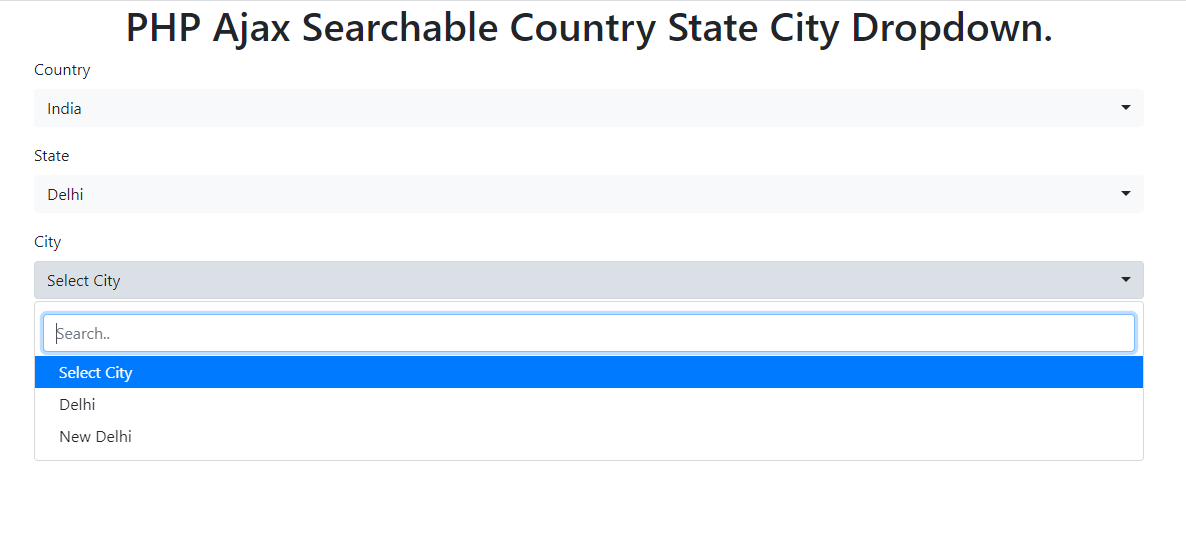 PHP Ajax Searchable Country State City Dropdown.
Country
India
State
Delhi
City
Select City
Search..
Select City
Delhi
New Delhi